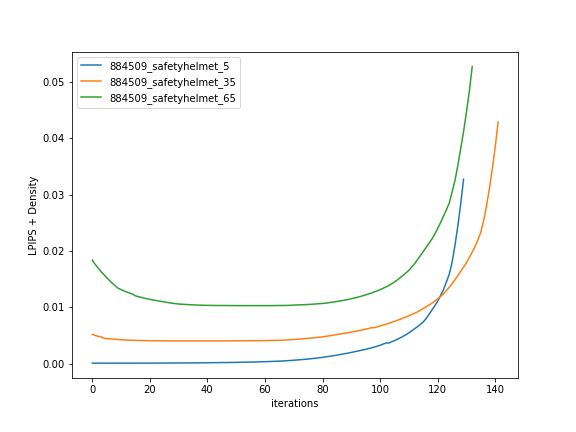 884509_safetyhelmet_5
884509_safetyhelmet_35
884509_safetyhelmet_65
LPIPS + Density
0.05
0.04
0.03
0.02
0.01
0.00
0 20 40 60 80 100 120 140
iterations